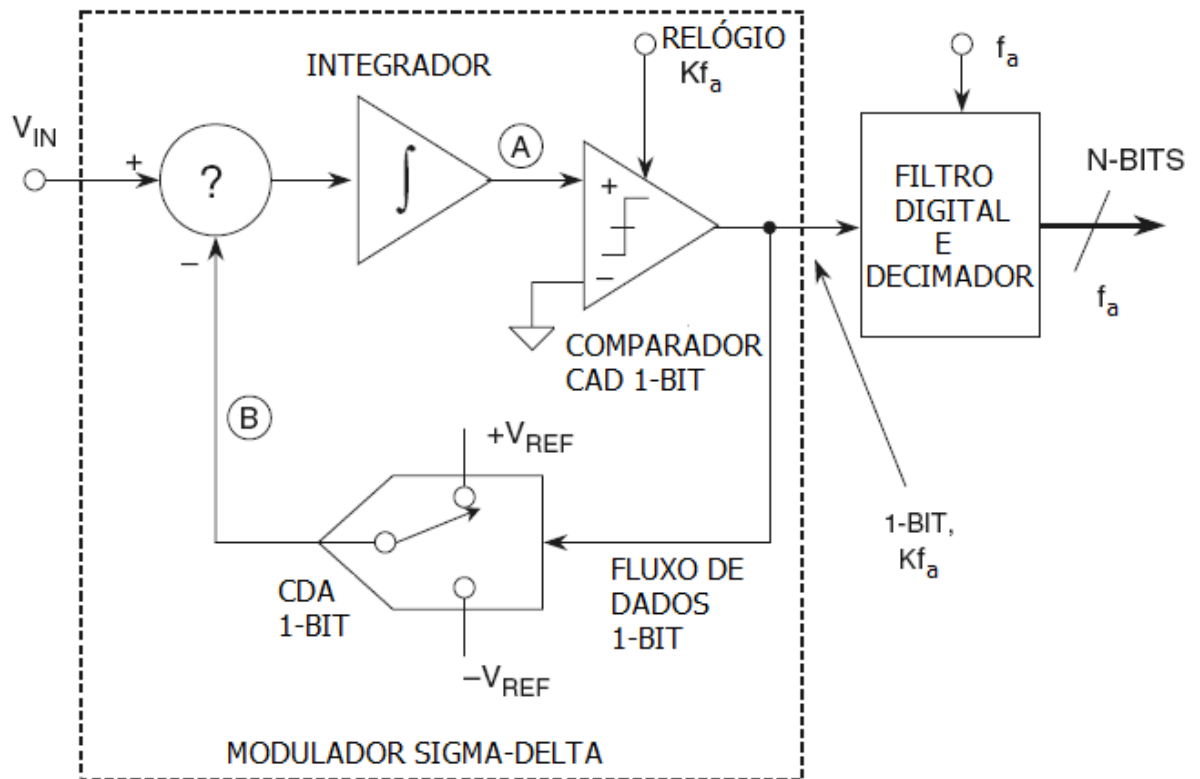 INTEGRADOR
RELÓGIO
Kfa
fa
VIN
+
?
∫
A
+
−
−
FILTRO
DIGITAL
E
DECIMADOR
N-BITS
fa
COMPARADOR
CAD 1-BIT
B
+VREF
−VREF
CDA
1-BIT
FLUXO DE
DADOS
1-BIT
1-BIT,
Kfa
MODULADOR SIGMA-DELTA